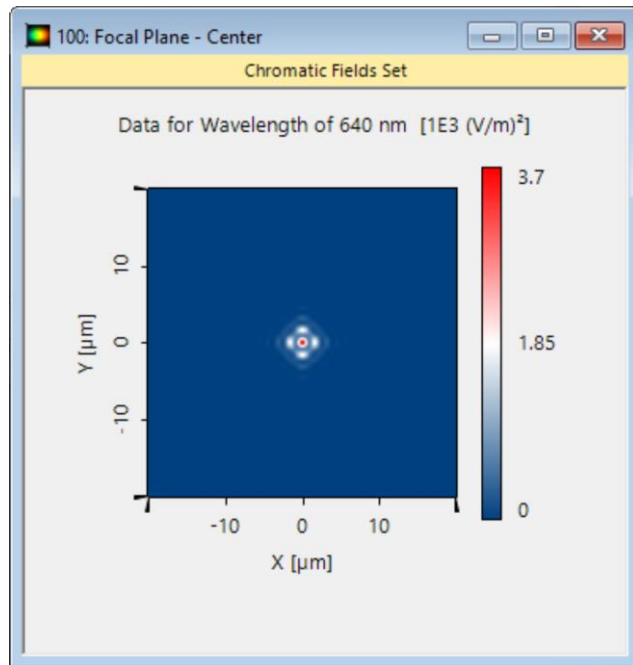 100: Focal Plane - Center
Chromatic Fields Set
Data for Wavelength of 640 nm [1E3 (V/m)²]
3.7
1.85
0
10
0
-10
Y [µm]
-10
0
10
X [µm]